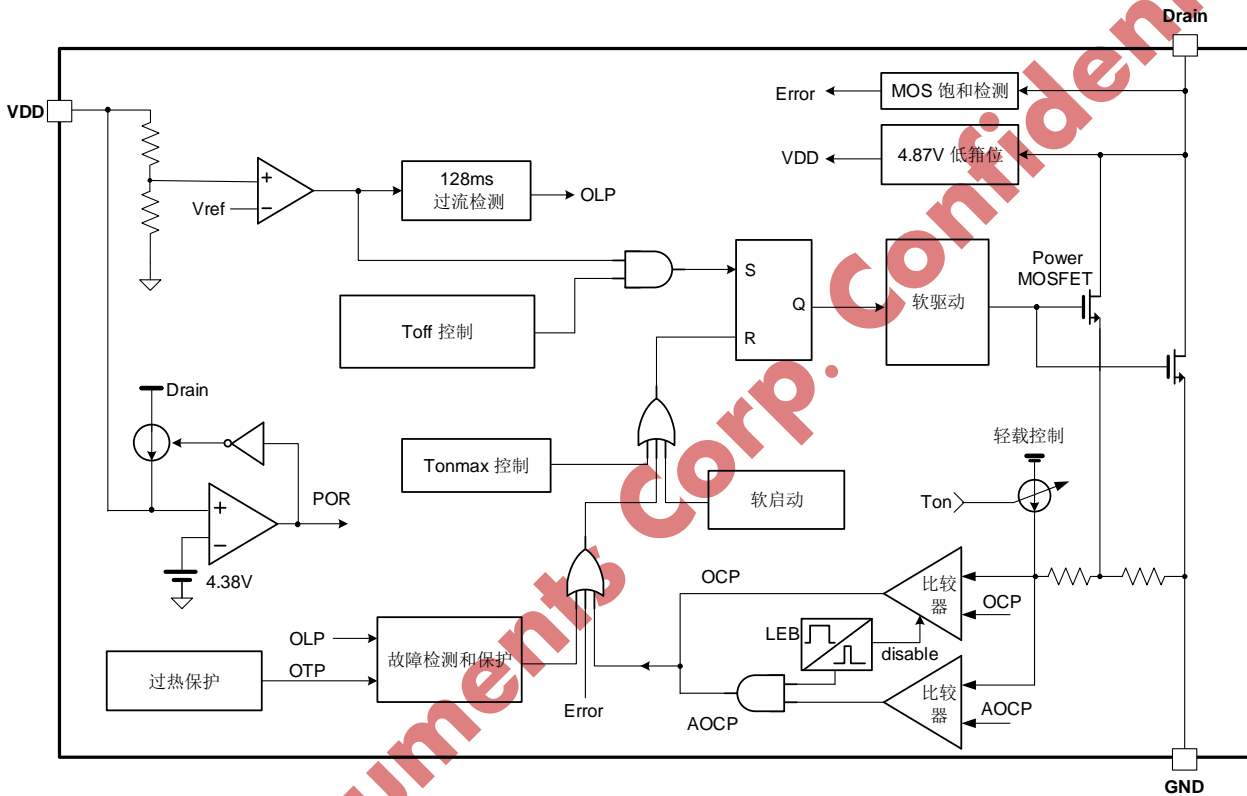 Drain
VDD
Error
MOS 饱和检测
VDD
4.87V 低箝位
128ms
过流检测
OLP
+
−
Vref
S
R
Q
软驱动
Power
MOSFET
Toff 控制
Drain
POR
+
−
4.38V
Tonmax 控制
软启动
轻载控制
Ton
OCP
比较
器
OCP
LEB
disable
OLP
OTP
故障检测和保护
过热保护
Error
AOCP
比较
器
AOCP
GND
uments Corp. Confident